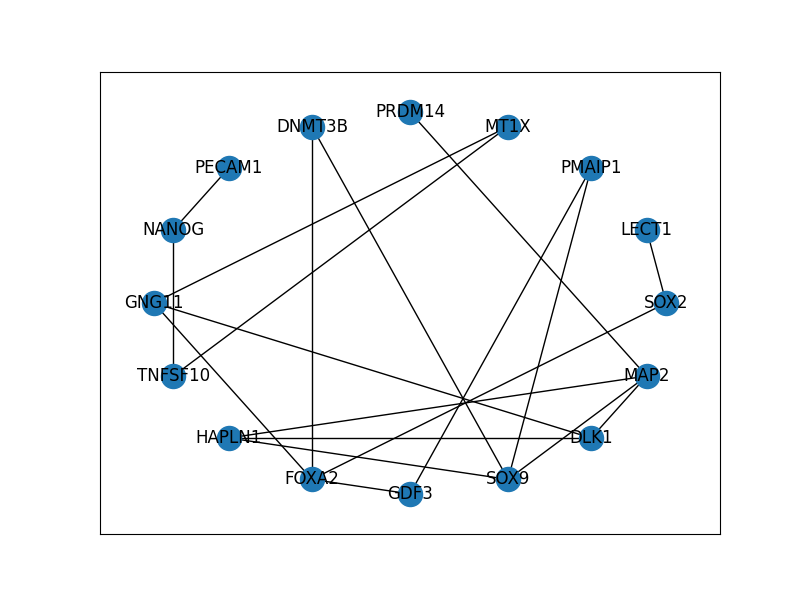 PRDM14
DNMT3B
MT1X
PECAM1
PMAIP1
NANOG
LECT1
GNG11
SOX2
TNFSF10
MAP2
HAPLN1
DLK1
FOXA2
SOX9
GDF3